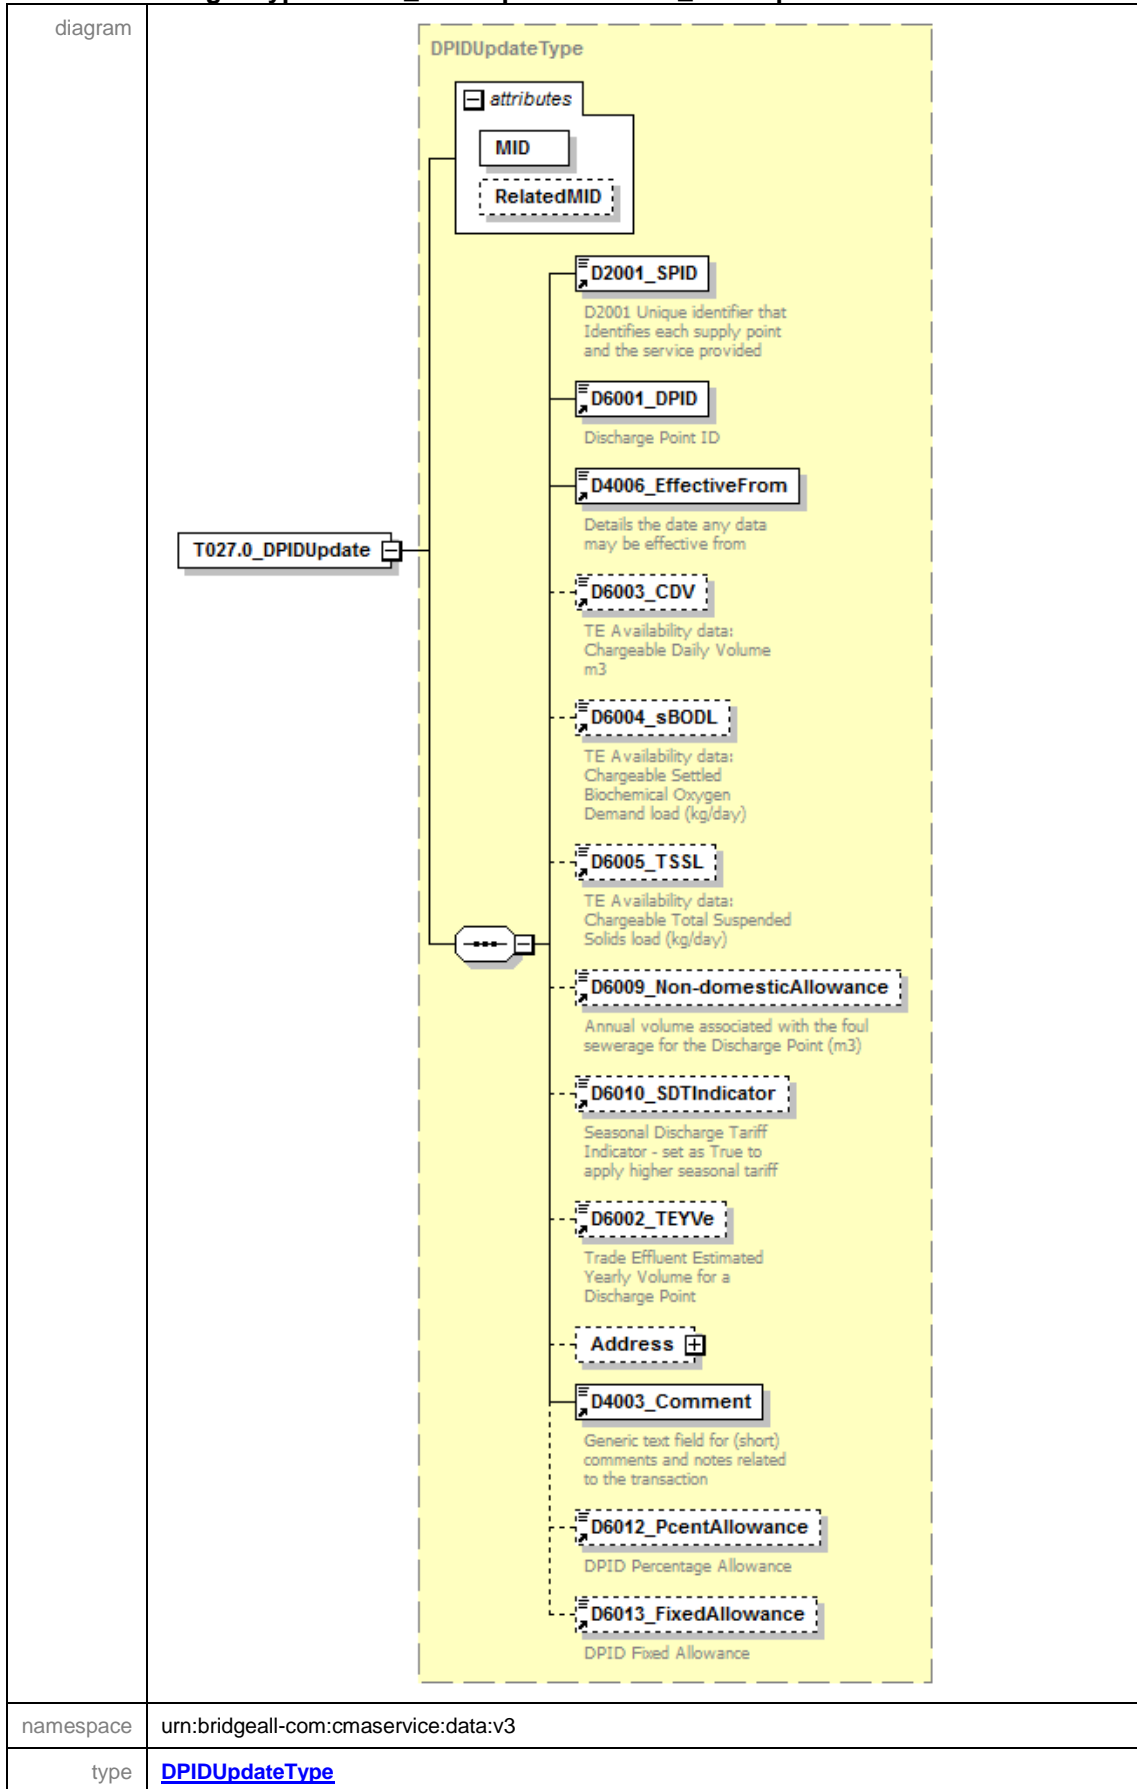 diagram
DPIDUpdateType
attributes
MID
RelatedMID
D2001_SPID
D2001 Unique identifier that
Identifies each supply point
and the service provided
D6001_DPID
Discharge Point ID
D4006_EffectiveFrom
Details the date any data
may be effective from
T027.0_DPIDUpdate
D6003_CDV
TE Availability data:
Chargeable Daily Volume
m3
D6004_sBODL
TE Availability data:
Chargeable Settled
Biochemical Oxygen
Demand load (kg/day)
D6005_TSSL
TE Availability data:
Chargeable Total Suspended
Solids load (kg/day)
D6009_Non-domesticAllowance
Annual volume associated with the foul
sewerage for the Discharge Point (m3)
D6010_SDTIndicator
Seasonal Discharge Tariff
Indicator - set as True to
apply higher seasonal tariff
D6002_TEYVe
Trade Effluent Estimated
Yearly Volume for a
Discharge Point
Address
D4003_Comment
Generic text field for (short)
comments and notes related
to the transaction
D6012_PcentAllowance
DPID Percentage Allowance
D6013_FixedAllowance
DPID Fixed Allowance
namespace urn:bridgeall-com:cmaservice:data:v3
type DPIDUpdateType